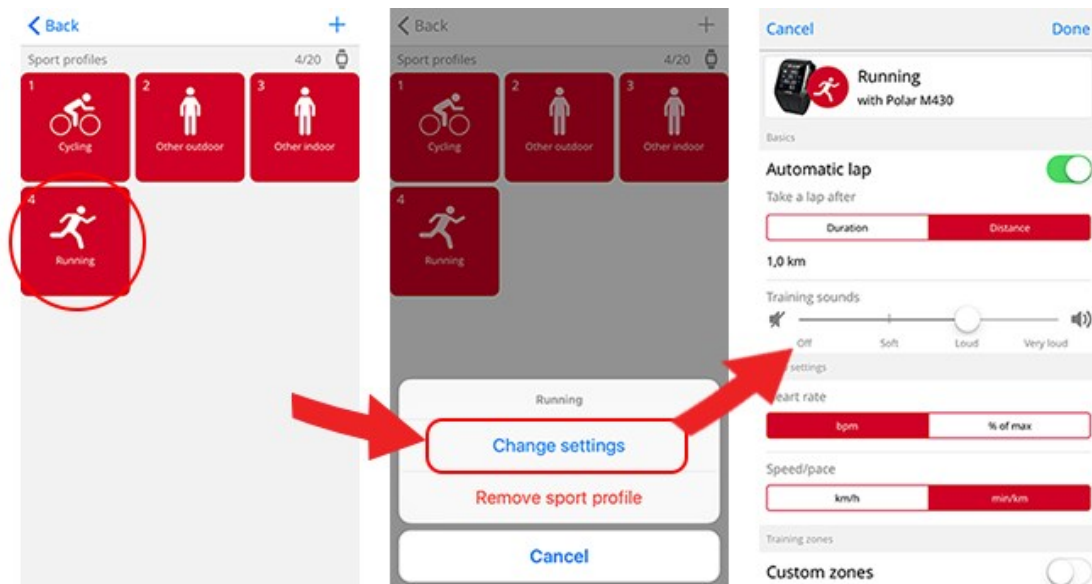 Back
+
Sport profiles 4/20
1
Cycling
2
Other outdoor
3
Other indoor
4
Running
Back
+
Sport profiles 4/20
1
Cycling
2
Other outdoor
3
Other indoor
4
Running
Running
Change settings
Remove sport profile
Cancel
Cancel Done
Running
with Polar M430
Basics
Automatic lap
Take a lap after
Duration Distance
1,0 km
Training sounds
Off Soft Loud Very loud
settings
Heart rate
bpm % of max
Speed/pace
km/h min/km
Training zones
Custom zones